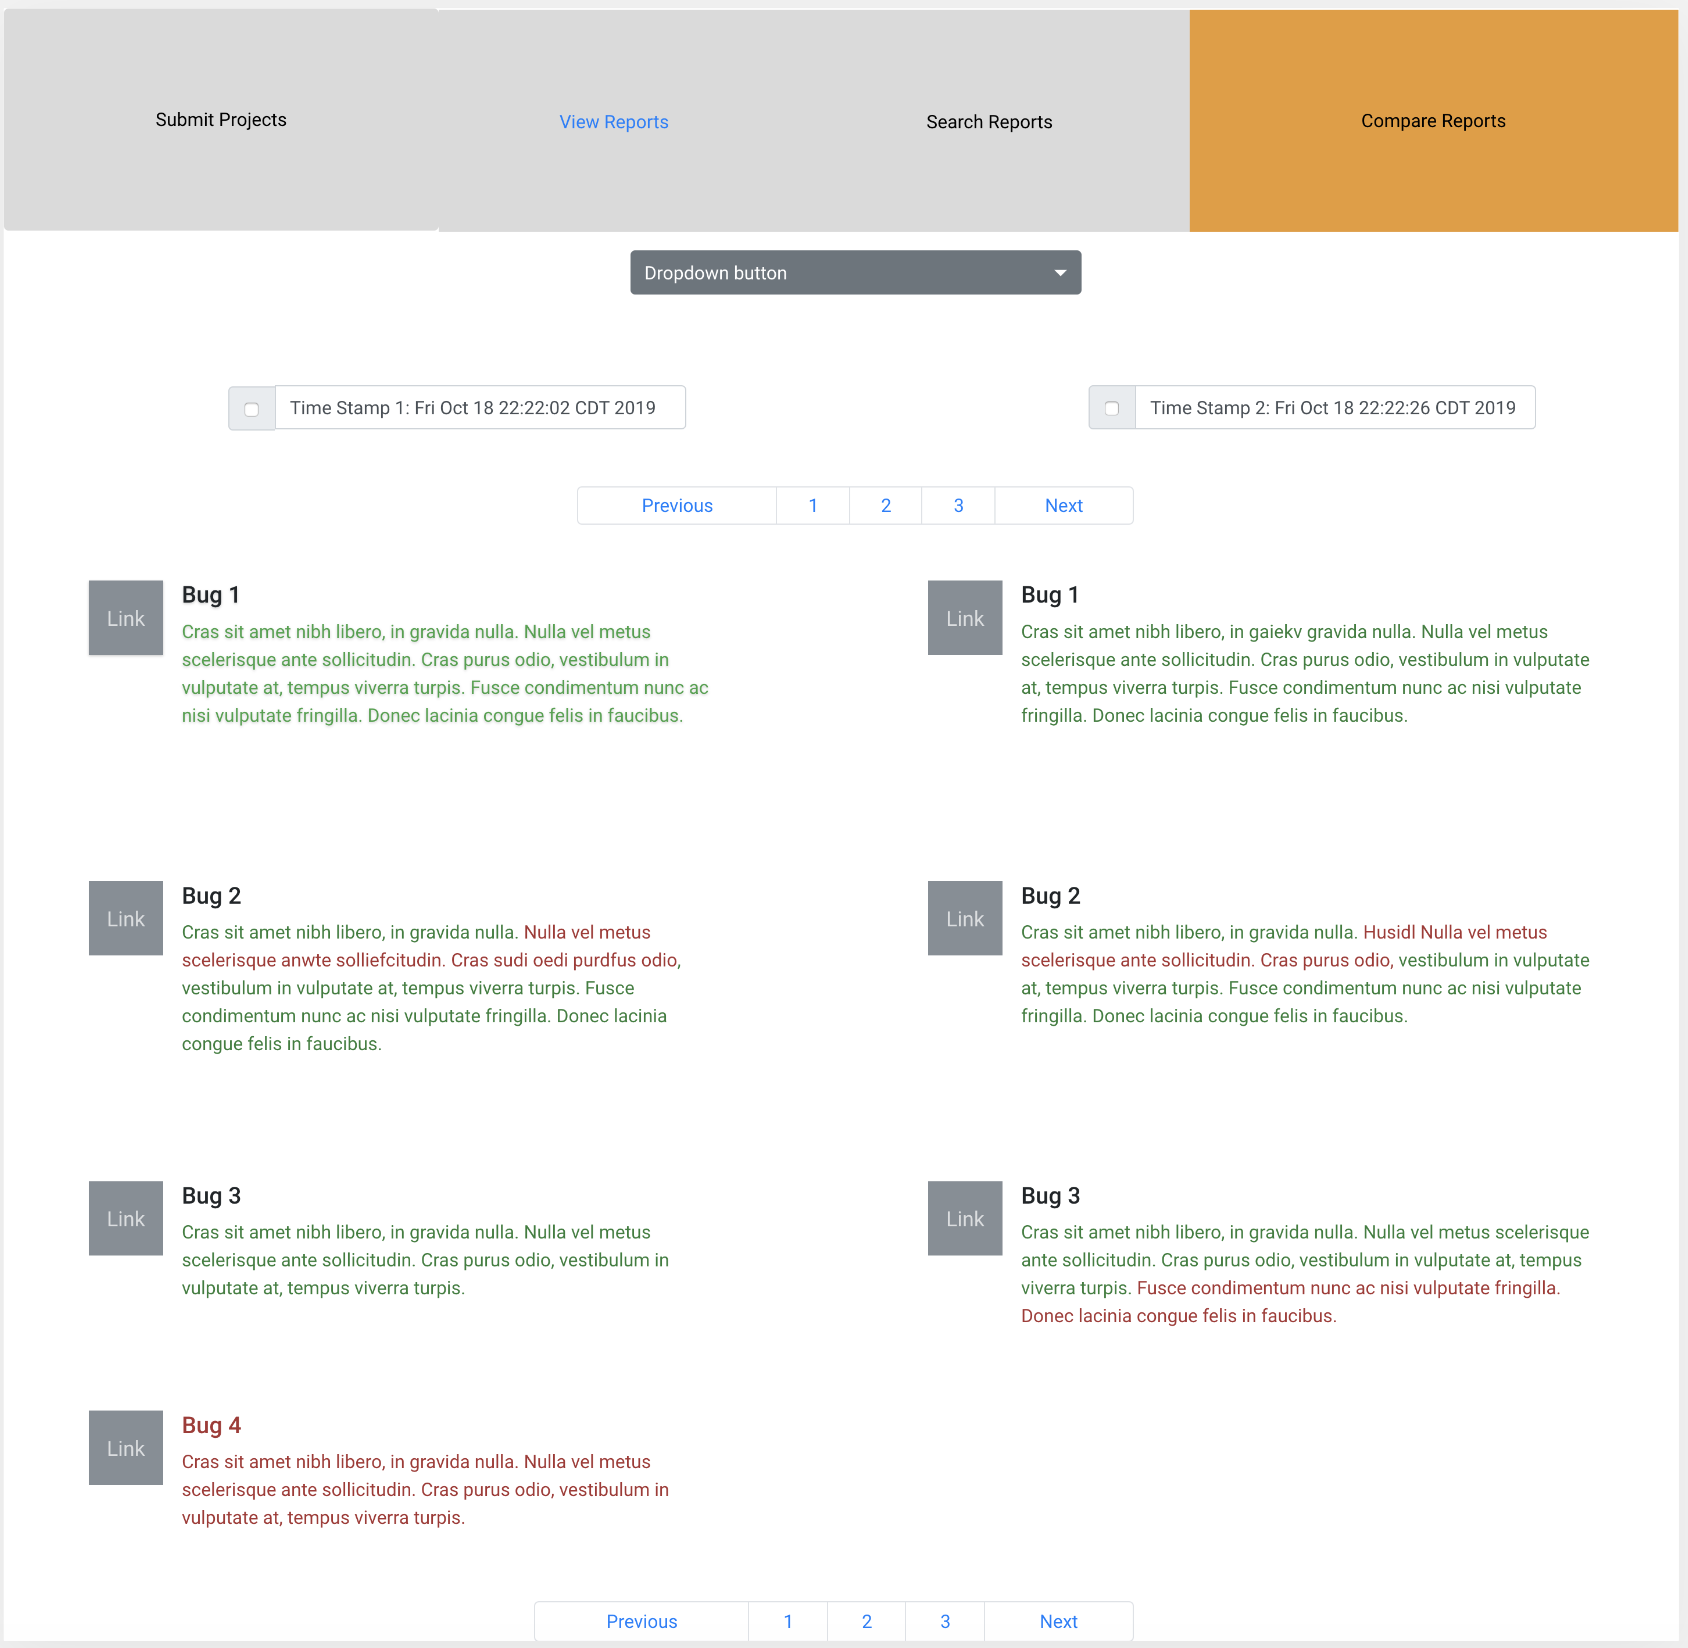 Submit Projects
View Reports
Search Reports
Compare Reports
Dropdown button
Time Stamp 1: Fri Oct 18 22:22:02 CDT 2019
Time Stamp 2: Fri Oct 18 22:22:26 CDT 2019
Previous 1 2 3 Next
Link
Bug 1
Cras sit amet nibh libero, in gravida nulla. Nulla vel metus
scelerisque ante sollicitudin. Cras purus odio, vestibulum in
vulputate at, tempus viverra turpis. Fusce condimentum nunc ac
nisi vulputate fringilla. Donec lacinia congue felis in faucibus.
Link
Bug 1
Cras sit amet nibh libero, in gaiekv gravida nulla. Nulla vel metus
scelerisque ante sollicitudin. Cras purus odio, vestibulum in vulputate
at, tempus viverra turpis. Fusce condimentum nunc ac nisi vulputate
fringilla. Donec lacinia congue felis in faucibus.
Link
Bug 2
Cras sit amet nibh libero, in gravida nulla. Nulla vel metus
scelerisque anwte solliefcitudin. Cras sudi oedi purdfus odio,
vestibulum in vulputate at, tempus viverra turpis. Fusce
condimentum nunc ac nisi vulputate fringilla. Donec lacinia
congue felis in faucibus.
Link
Bug 2
Cras sit amet nibh libero, in gravida nulla. Husidl Nulla vel metus
scelerisque ante sollicitudin. Cras purus odio, vestibulum in vulputate
at, tempus viverra turpis. Fusce condimentum nunc ac nisi vulputate
fringilla. Donec lacinia congue felis in faucibus.
Link
Bug 3
Cras sit amet nibh libero, in gravida nulla. Nulla vel metus
scelerisque ante sollicitudin. Cras purus odio, vestibulum in
vulputate at, tempus viverra turpis.
Link
Bug 3
Cras sit amet nibh libero, in gravida nulla. Nulla vel metus scelerisque
ante sollicitudin. Cras purus odio, vestibulum in vulputate at, tempus
viverra turpis. Fusce condimentum nunc ac nisi vulputate fringilla.
Donec lacinia congue felis in faucibus.
Link
Bug 4
Cras sit amet nibh libero, in gravida nulla. Nulla vel metus
scelerisque ante sollicitudin. Cras purus odio, vestibulum in
vulputate at, tempus viverra turpis.
Previous 1 2 3 Next